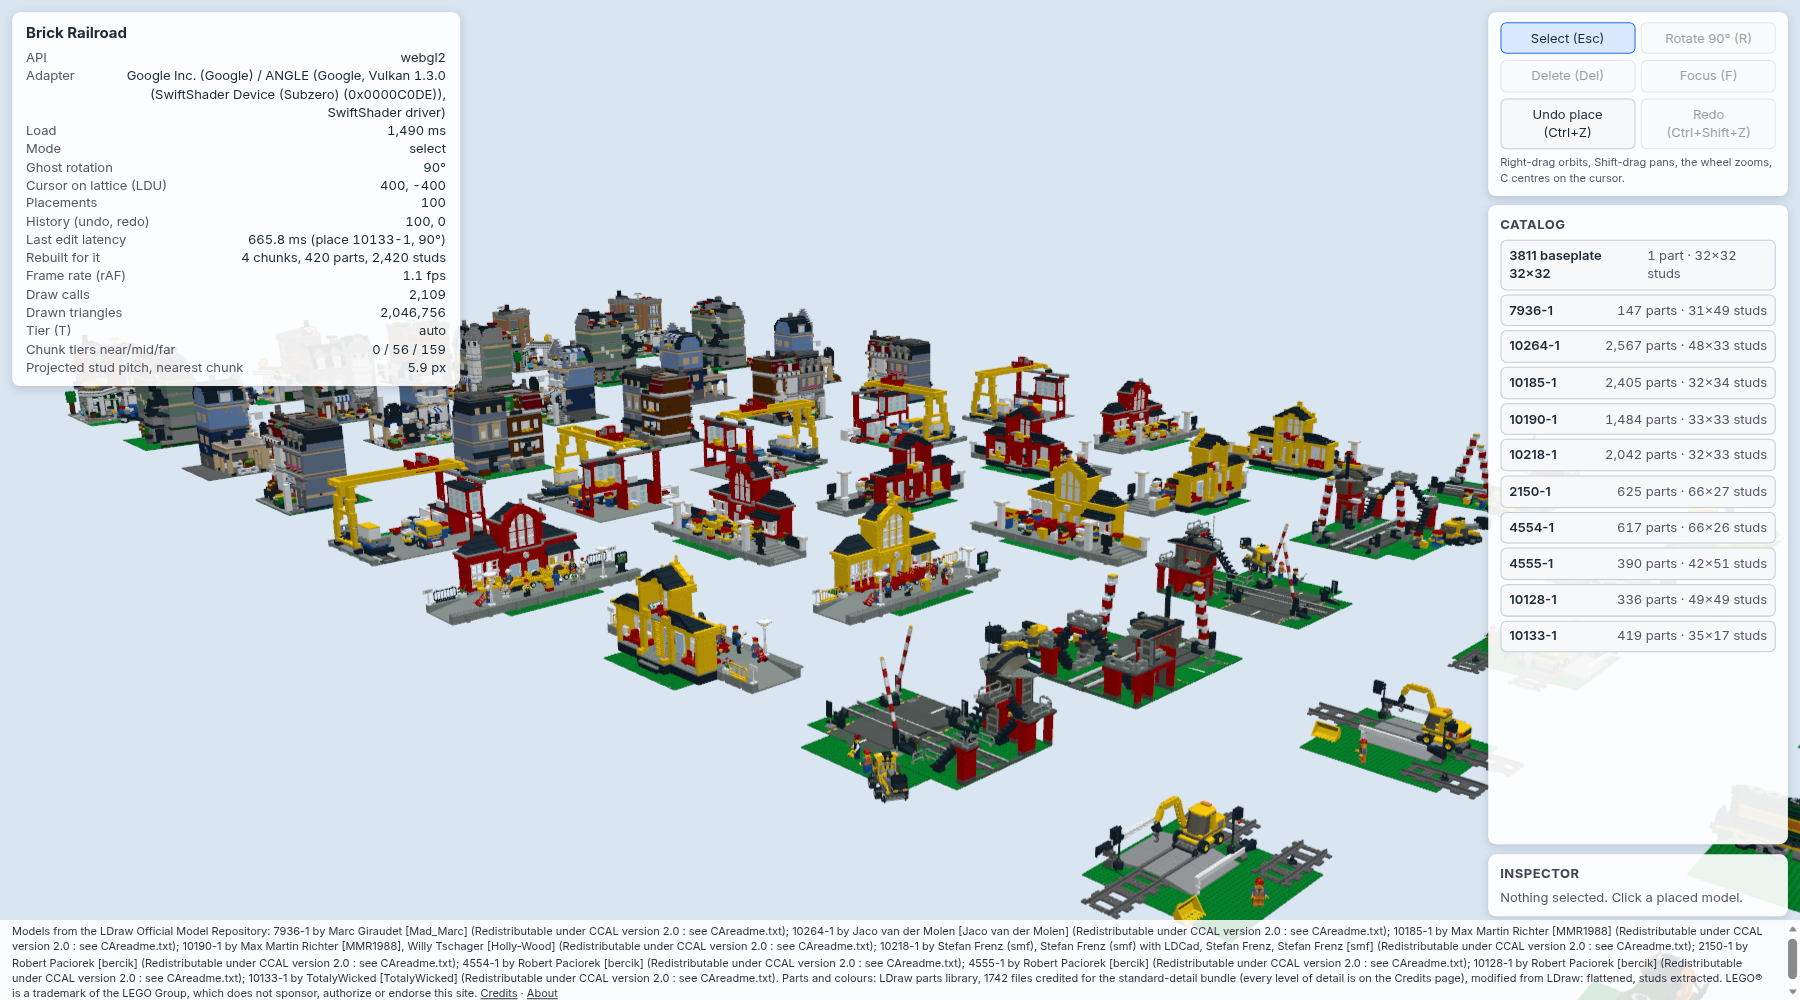 Brick Railroad
API webgl2
Adapter Google Inc. (Google) / ANGLE (Google, Vulkan 1.3.0
(SwiftShader Device (Subzero) (0x0000C0DE)),
SwiftShader driver)
Load 1,490 ms
Mode select
Ghost rotation 90°
Cursor on lattice (LDU) 400, -400
Placements 100
History (undo, redo) 100, 0
Last edit latency 665.8 ms (place 10133-1, 90°)
Rebuilt for it 4 chunks, 420 parts, 2,420 studs
Frame rate (rAF) 1.1 fps
Draw calls 2,109
Drawn triangles 2,046,756
Tier (T) auto
Chunk tiers near/mid/far 0 / 56 / 159
Projected stud pitch, nearest chunk 5.9 px
Select (Esc) Rotate 90° (R)
Delete (Del) Focus (F)
Undo place
(Ctrl+Z)
Redo
(Ctrl+Shift+Z)
Right-drag orbits, Shift-drag pans, the wheel zooms,
C centres on the cursor.
CATALOG
3811 baseplate
32×32
1 part · 32×32
studs
7936-1 147 parts · 31×49 studs
10264-1 2,567 parts · 48×33 studs
10185-1 2,405 parts · 32×34 studs
10190-1 1,484 parts · 33×33 studs
10218-1 2,042 parts · 32×33 studs
2150-1 625 parts · 66×27 studs
4554-1 617 parts · 66×26 studs
4555-1 390 parts · 42×51 studs
10128-1 336 parts · 49×49 studs
10133-1 419 parts · 35×17 studs
INSPECTOR
Nothing selected. Click a placed model.
Models from the LDraw Official Model Repository: 7936-1 by Marc Giraudet [Mad_Marc] (Redistributable under CCAL version 2.0 : see CAreadme.txt); 10264-1 by Jaco van der Molen [Jaco van der Molen] (Redistributable under CCAL version 2.0 : see CAreadme.txt); 10185-1 by Max Martin Richter [MMR1988] (Redistributable under CCAL
version 2.0 : see CAreadme.txt); 10190-1 by Max Martin Richter [MMR1988], Willy Tschager [Holly-Wood] (Redistributable under CCAL version 2.0 : see CAreadme.txt); 10218-1 by Stefan Frenz (smf), Stefan Frenz (smf) with LDCad, Stefan Frenz, Stefan Frenz [smf] (Redistributable under CCAL version 2.0 : see CAreadme.txt); 2150-1 by
Robert Paciorek [bercik] (Redistributable under CCAL version 2.0 : see CAreadme.txt); 4554-1 by Robert Paciorek [bercik] (Redistributable under CCAL version 2.0 : see CAreadme.txt); 4555-1 by Robert Paciorek [bercik] (Redistributable under CCAL version 2.0 : see CAreadme.txt); 10128-1 by Robert Paciorek [bercik] (Redistributable
under CCAL version 2.0 : see CAreadme.txt); 10133-1 by TotalyWicked [TotalyWicked] (Redistributable under CCAL version 2.0 : see CAreadme.txt). Parts and colours: LDraw parts library, 1742 files credited for the standard-detail bundle (every level of detail is on the Credits page), modified from LDraw: flattened, studs extracted. LEGO®
is a trademark of the LEGO Group, which does not sponsor, authorize or endorse this site. Credits · About